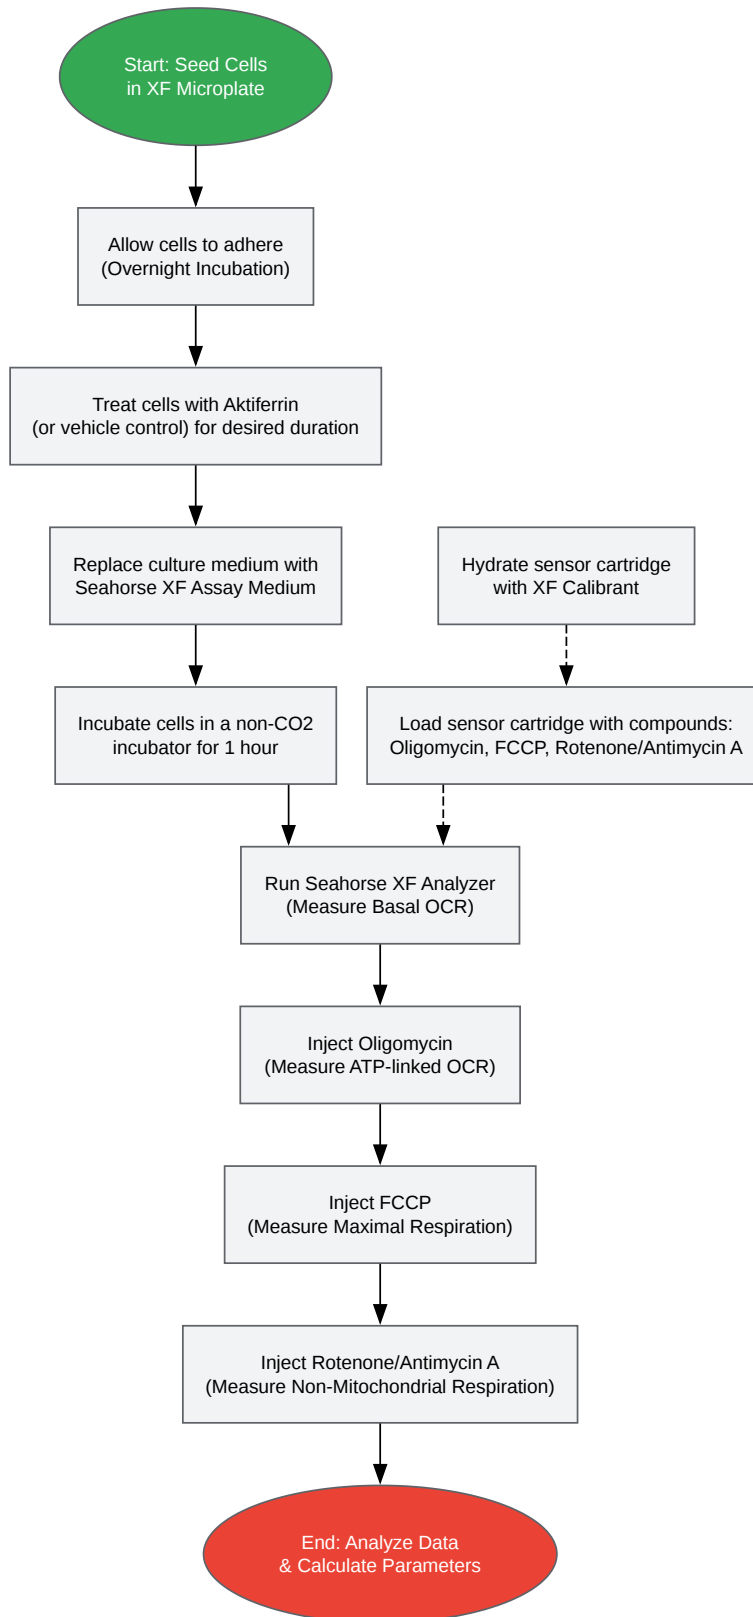 Start: Seed Cells
in XF Microplate
Allow cells to adhere
(Overnight Incubation)
Treat cells with Aktiferrin
(or vehicle control) for desired duration
Replace culture medium with
Seahorse XF Assay Medium
Hydrate sensor cartridge
with XF Calibrant
Incubate cells in a non-CO2
incubator for 1 hour
Load sensor cartridge with compounds:
Oligomycin, FCCP, Rotenone/Antimycin A
Run Seahorse XF Analyzer
(Measure Basal OCR)
Inject Oligomycin
(Measure ATP-linked OCR)
Inject FCCP
(Measure Maximal Respiration)
Inject Rotenone/Antimycin A
(Measure Non-Mitochondrial Respiration)
End: Analyze Data
& Calculate Parameters